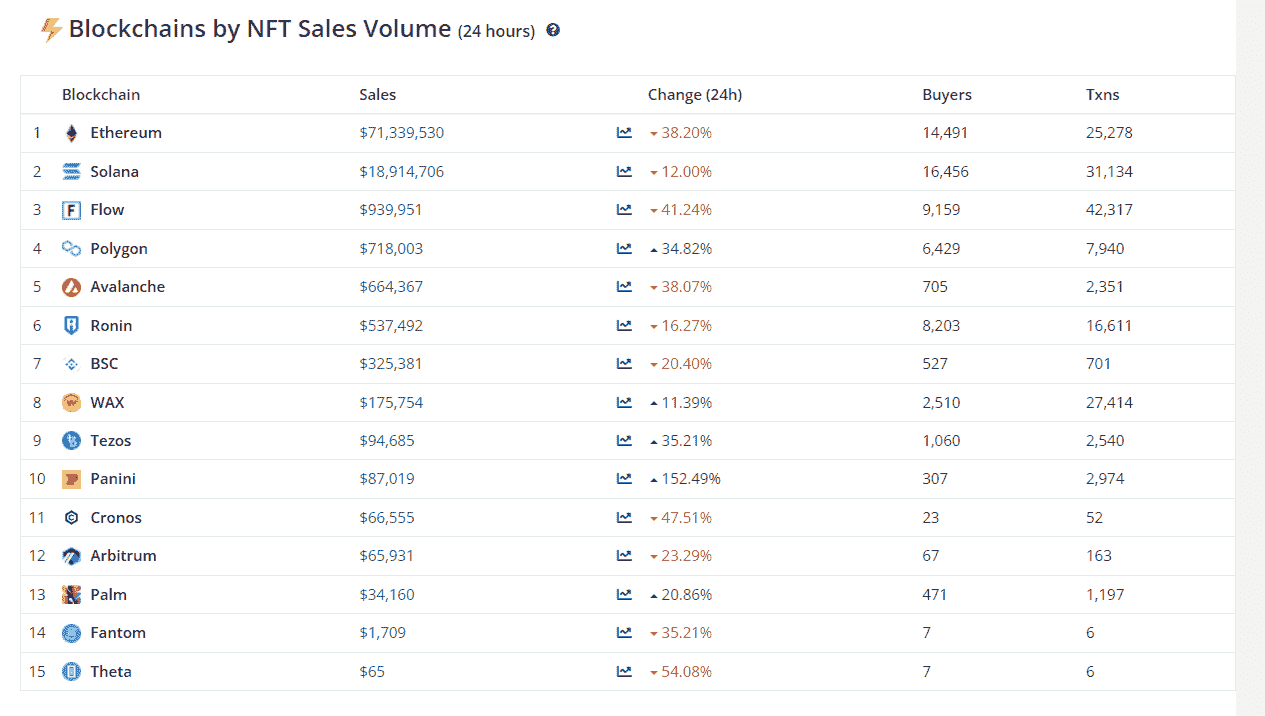 Blockchains by NFT Sales Volume (24 hours) ?
Blockchain Sales Change (24h) Buyers Txns
1 Ethereum $71,339,530 38.20% 14,491 25,278
2 Solana $18,914,706 12.00% 16,456 31,134
3 F Flow $939,951 41.24% 9,159 42,317
4 Polygon $718,003 34.82% 6,429 7,940
5 Avalanche $664,367 38.07% 705 2,351
6 Ronin $537,492 16.27% 8,203 16,611
7 BSC $325,381 20.40% 527 701
8 WAX $175,754 11.39% 2,510 27,414
9 Tezos $94,685 35.21% 1,060 2,540
10 Panini $87,019 152.49% 307 2,974
11 Cronos $66,555 47.51% 23 52
12 Arbitrum $65,931 23.29% 67 163
13 Palm $34,160 20.86% 471 1,197
14 Fantom $1,709 35.21% 7 6
15 Theta $65 54.08% 7 6